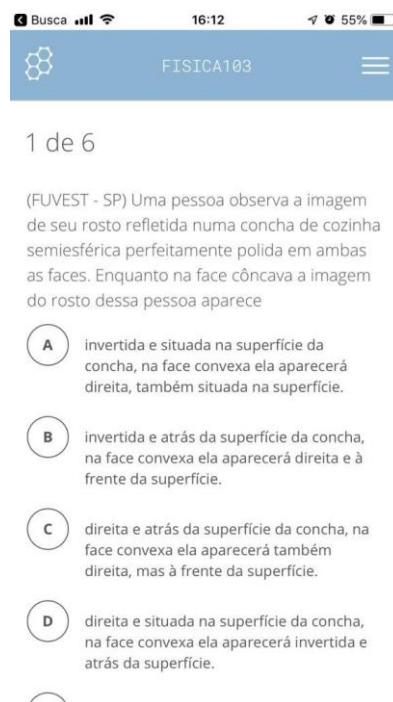 Busca 16:12 55%
FISICA103
1 de 6
(FUVEST - SP) Uma pessoa observa a imagem
de seu rosto refletida numa concha de cozinha
semiesférica perfeitamente polida em ambas
as faces. Enquanto na face côncava a imagem
do rosto dessa pessoa aparece
A invertida e situada na superfície da
concha, na face convexa ela aparecerá
direita, também situada na superfície.
B invertida e atrás da superfície da concha,
na face convexa ela aparecerá direita e à
frente da superfície.
C direita e atrás da superfície da concha, na
face convexa ela aparecerá também
direita, mas à frente da superfície.
D direita e situada na superfície da concha,
na face convexa ela aparecerá invertida e
atrás da superfície.